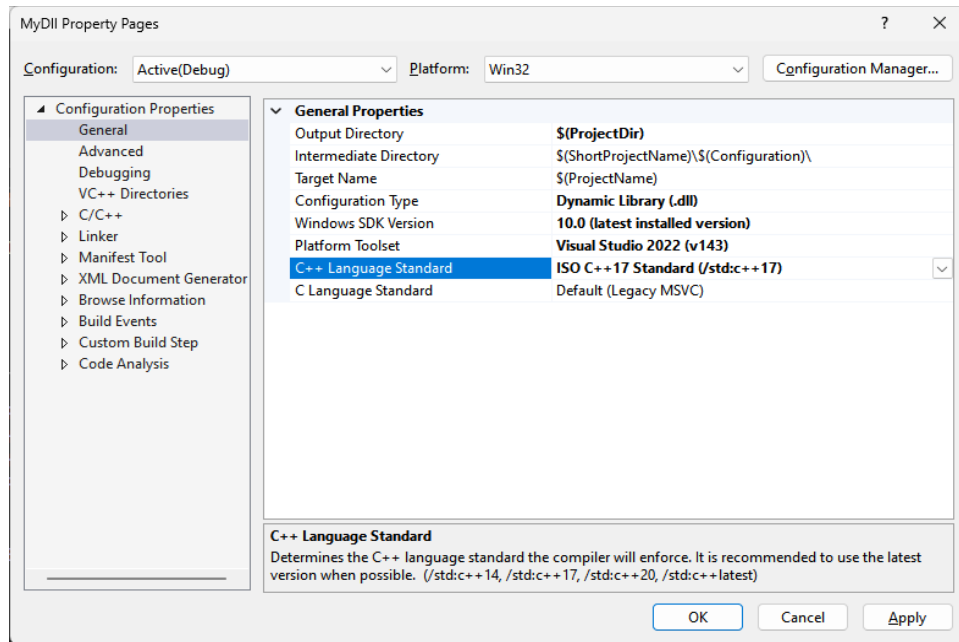 MyDll Property Pages ? ✕
Configuration: Active(Debug) Platform: Win32 Configuration Manager...
Configuration Properties
General
Advanced
Debugging
VC++ Directories
C/C++
Linker
Manifest Tool
XML Document Generator
Browse Information
Build Events
Custom Build Step
Code Analysis
General Properties
Output Directory $(ProjectDir)
Intermediate Directory $(ShortProjectName)\$(Configuration)\
Target Name $(ProjectName)
Configuration Type Dynamic Library (.dll)
Windows SDK Version 10.0 (latest installed version)
Platform Toolset Visual Studio 2022 (v143)
C++ Language Standard ISO C++17 Standard (/std:c++17)
C Language Standard Default (Legacy MSVC)
C++ Language Standard
Determines the C++ language standard the compiler will enforce. It is recommended to use the latest
version when possible. (/std:c++14, /std:c++17, /std:c++20, /std:c++latest)
OK Cancel Apply